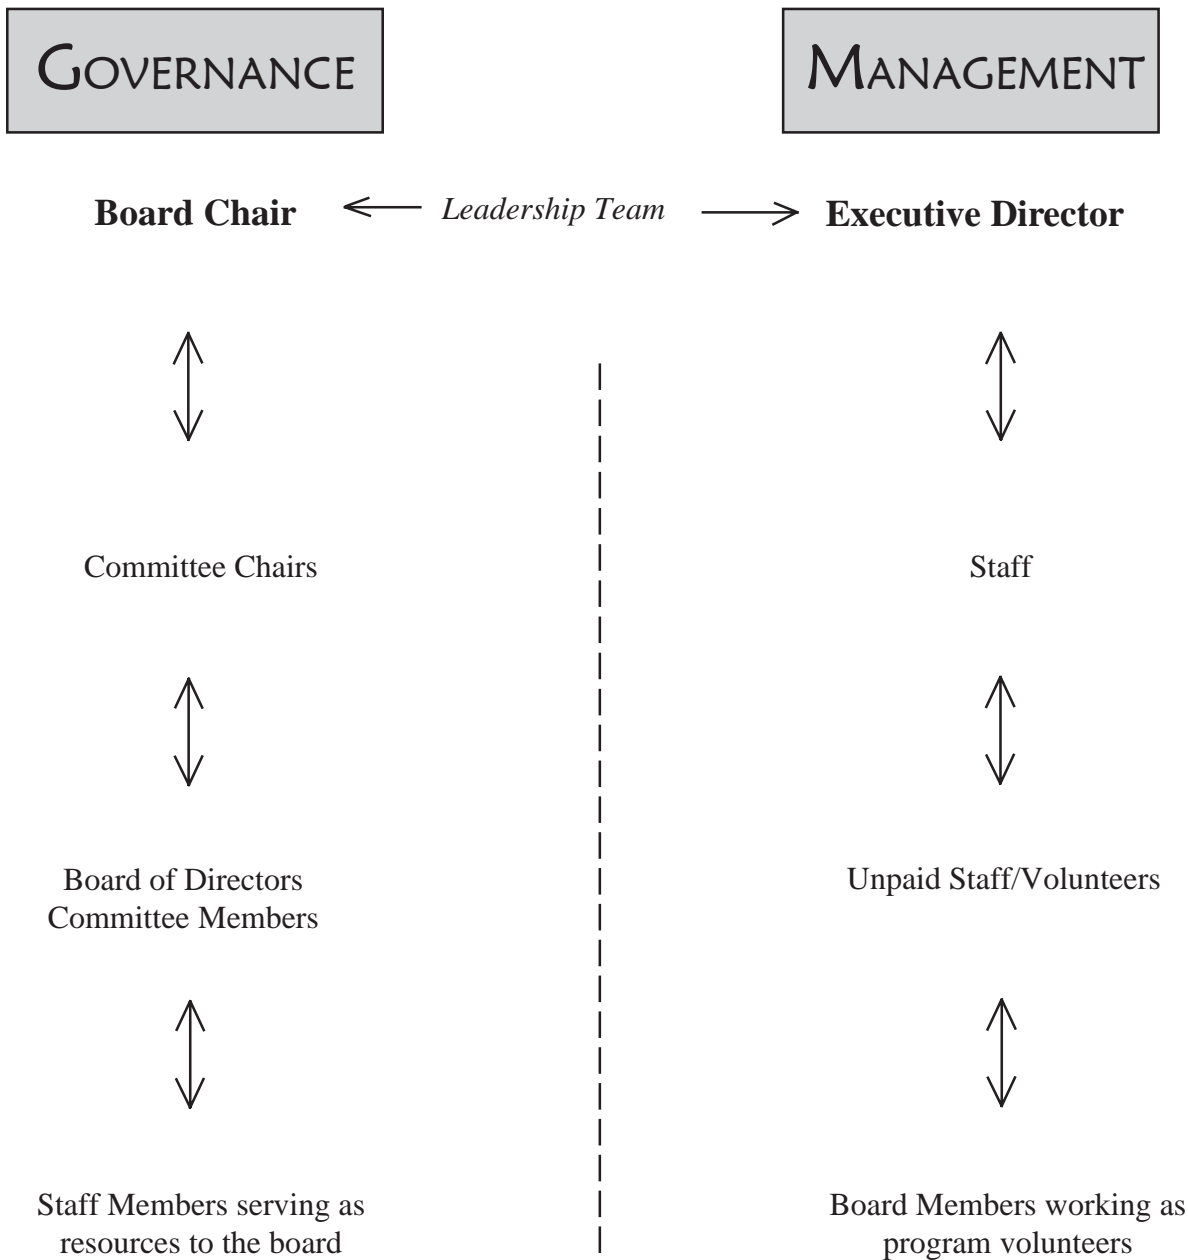 GOVERNANCE
MANAGEMENT
Board Chair
Leadership Team
Executive Director
Committee Chairs
Staff
Board of Directors
Committee Members
Unpaid Staff/Volunteers
Staff Members serving as
resources to the board
Board Members working as
program volunteers